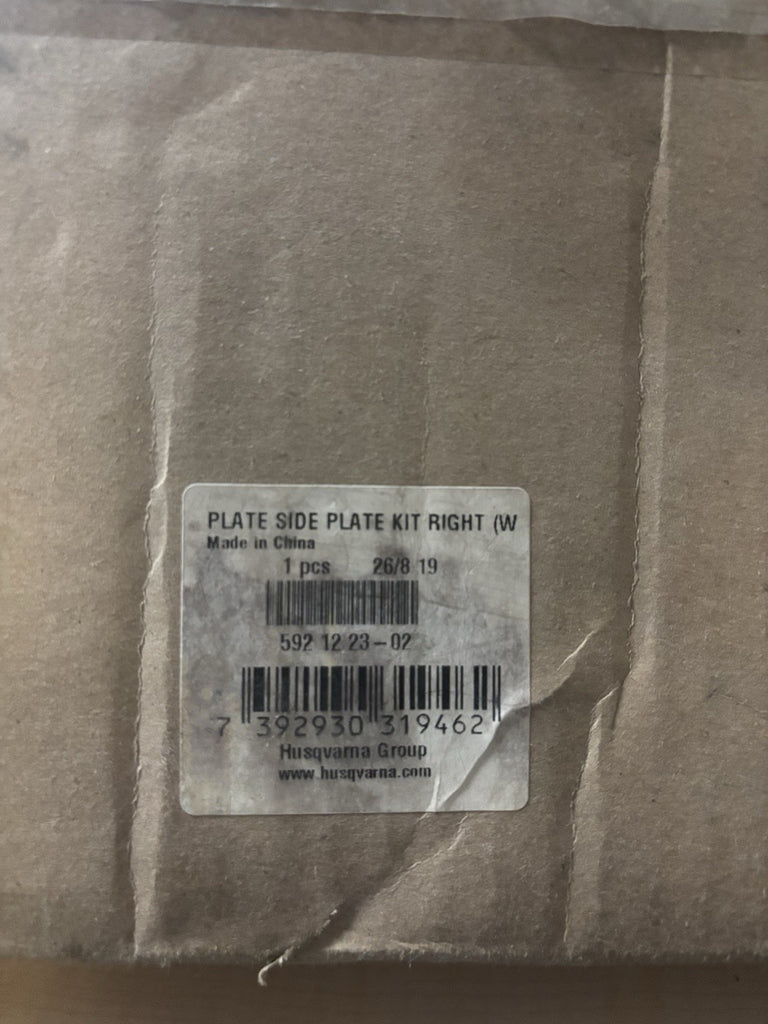 PLATE SIDE PLATE KIT RIGHT (W
Made in China
1 pcs 26/8 19
592 12 23-02
7 392930 319462
Husqvarna Group
www.husqvarna.com